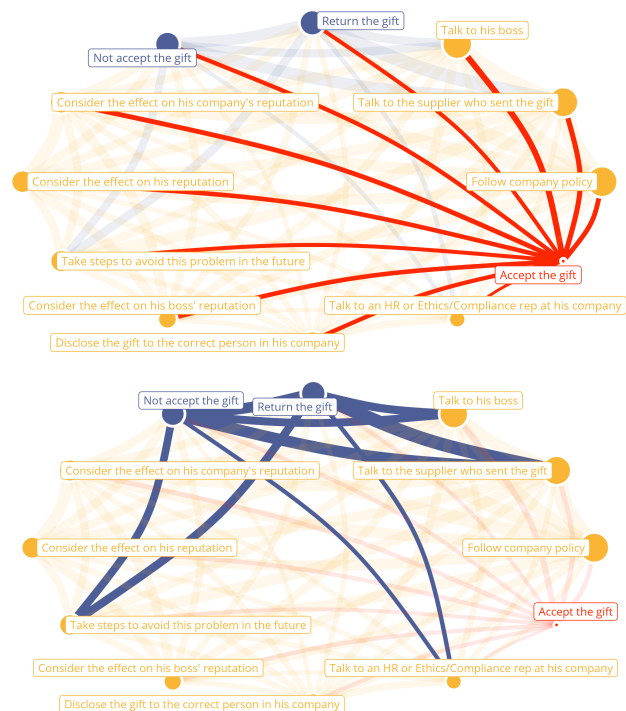 Return the gift
Talk to his boss
Not accept the gift
Consider the effect on his company's reputation
Talk to the supplier who sent the gift
Consider the effect on his reputation
Follow company policy
Take steps to avoid this problem in the future
Accept the gift
Consider the effect on his boss' reputation
Talk to an HR or Ethics/Compliance rep at his company
Disclose the gift to the correct person in his company
Not accept the gift
Return the gift
Talk to his boss
Consider the effect on his company's reputation
Talk to the supplier who sent the gift
Consider the effect on his reputation
Follow company policy
Accept the gift
Take steps to avoid this problem in the future
Consider the effect on his boss' reputation
Talk to an HR or Ethics/Compliance rep at his company
Disclose the gift to the correct person in his company